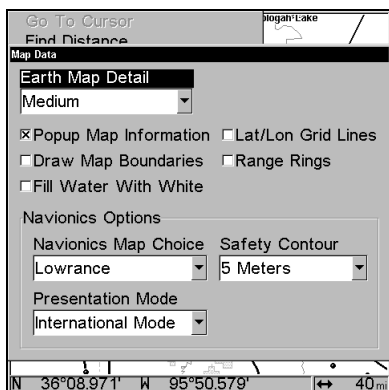 Go To Cursor
Find Distance
Map Data
Earth Map Detail
Medium
Popup Map Information
Lat/Lon Grid Lines
Draw Map Boundaries
Range Rings
Fill Water With White
Navionics Options
Navionics Map Choice
Safety Contour
Lowrance
5 Meters
Presentation Mode
International Mode
N 36°08.971' W 95°50.579' ↔ 40mi